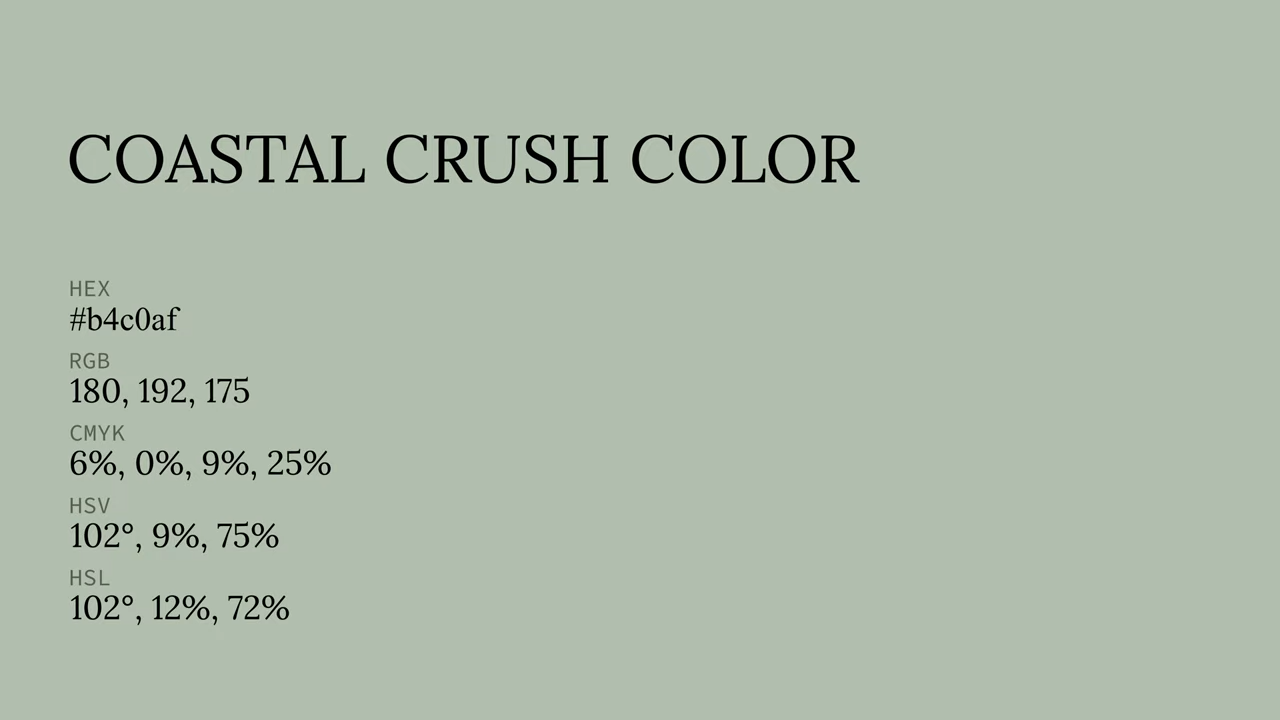 COASTAL CRUSH COLOR
HEX
#b4c0af
RGB
180, 192, 175
CMYK
6%, 0%, 9%, 25%
HSV
102°, 9%, 75%
HSL
102°, 12%, 72%